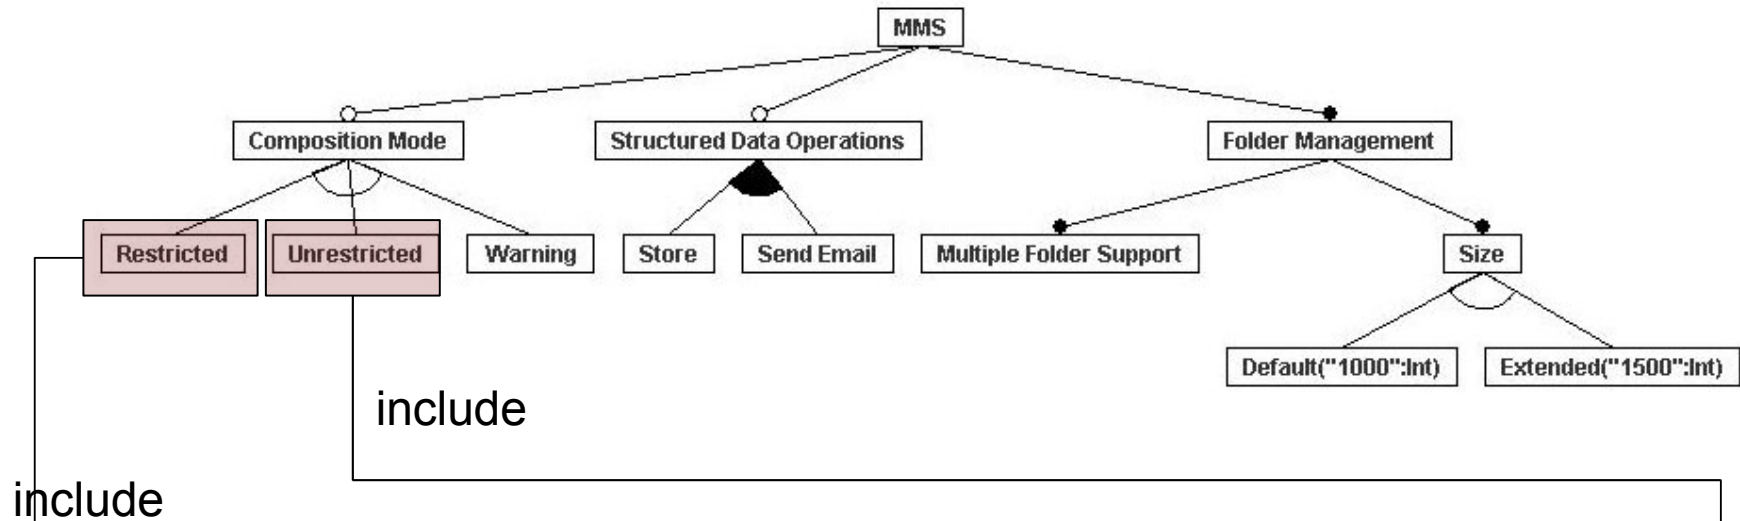 MMS
Composition Mode
Structured Data Operations
Folder Management
Restricted
Unrestricted
Warning
Store
Send Email
Multiple Folder Support
Size
Default("1000":Int)
Extended("1500":Int)
include
include